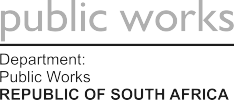 public works
Department:
Public Works
REPUBLIC OF SOUTH AFRICA